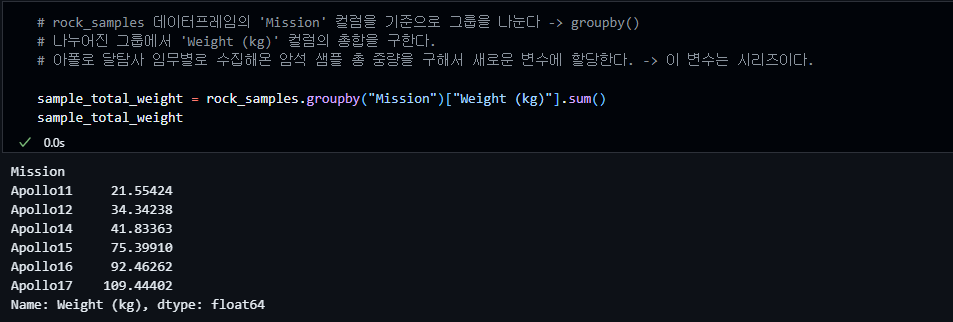 # rock_samples 데이터프레임의 'Mission' 컬럼을 기준으로 그룹을 나눈다 -> groupby()
# 나누어진 그룹에서 'Weight (kg)' 컬럼의 총합을 구한다.
# 아폴로 달탐사 임무별로 수집해온 암석 샘플 총 중량을 구해서 새로운 변수에 할당한다. -> 이 변수는 시리즈이다.
sample_total_weight = rock_samples.groupby("Mission")["Weight (kg)"].sum()
sample_total_weight
✓ 0.0s
Mission
Apollo11 21.55424
Apollo12 34.34238
Apollo14 41.83363
Apollo15 75.39910
Apollo16 92.46262
Apollo17 109.44402
Name: Weight (kg), dtype: float64